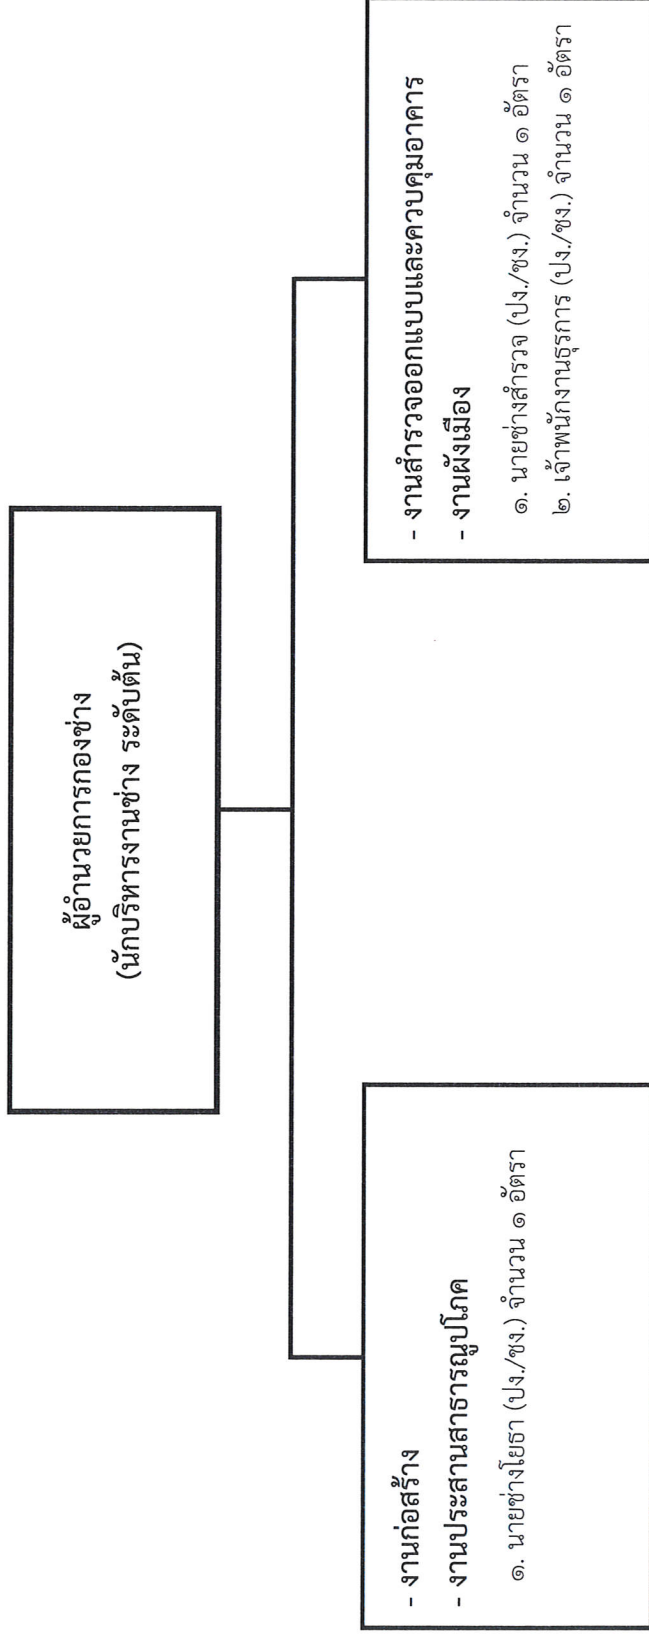 ผู้อำนวยการกองช่าง
(นักบริหารงานช่าง ระดับต้น)
- งานก่อสร้าง
- งานประสานสาธารณูปโภค
๑. นายช่างโยธา (ปง./ชง.) จำนวน ๑ อัตรา
- งานสำรวจออกแบบและควบคุมอาคาร
- งานผังเมือง
๑. นายช่างสำรวจ (ปง./ชง.) จำนวน ๑ อัตรา
๒. เจ้าพนักงานธุรการ (ปง./ชง.) จำนวน ๑ อัตรา